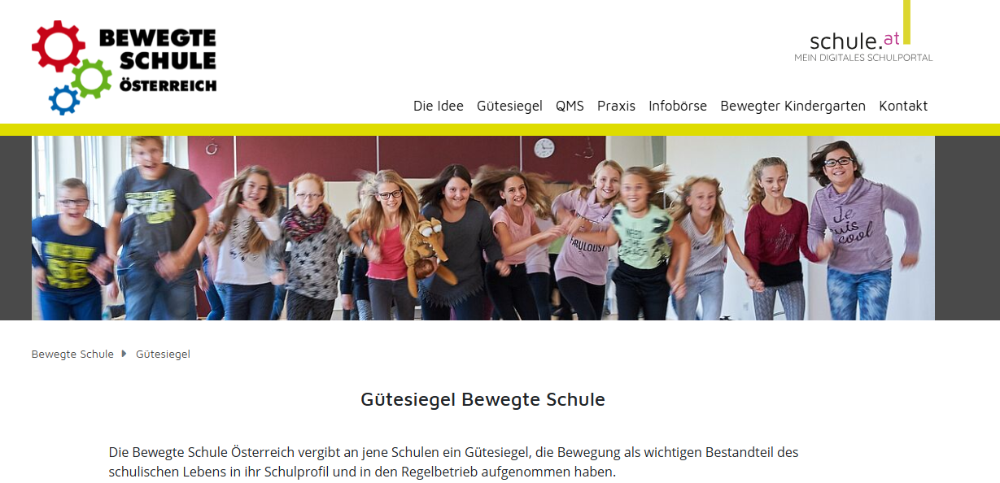 BEWEGTE
SCHULE
ÖSTERREICH
schule.at
MEIN DIGITALES SCHULPORTAL
Die Idee Gütesiegel QMS Praxis Infobörse Bewegter Kindergarten Kontakt
FABULOUS!
Je
suis
cool
Bewegte Schule Gütesiegel
Gütesiegel Bewegte Schule
Die Bewegte Schule Österreich vergibt an jene Schulen ein Gütesiegel, die Bewegung als wichtigen Bestandteil des
schulischen Lebens in ihr Schulprofil und in den Regelbetrieb aufgenommen haben.